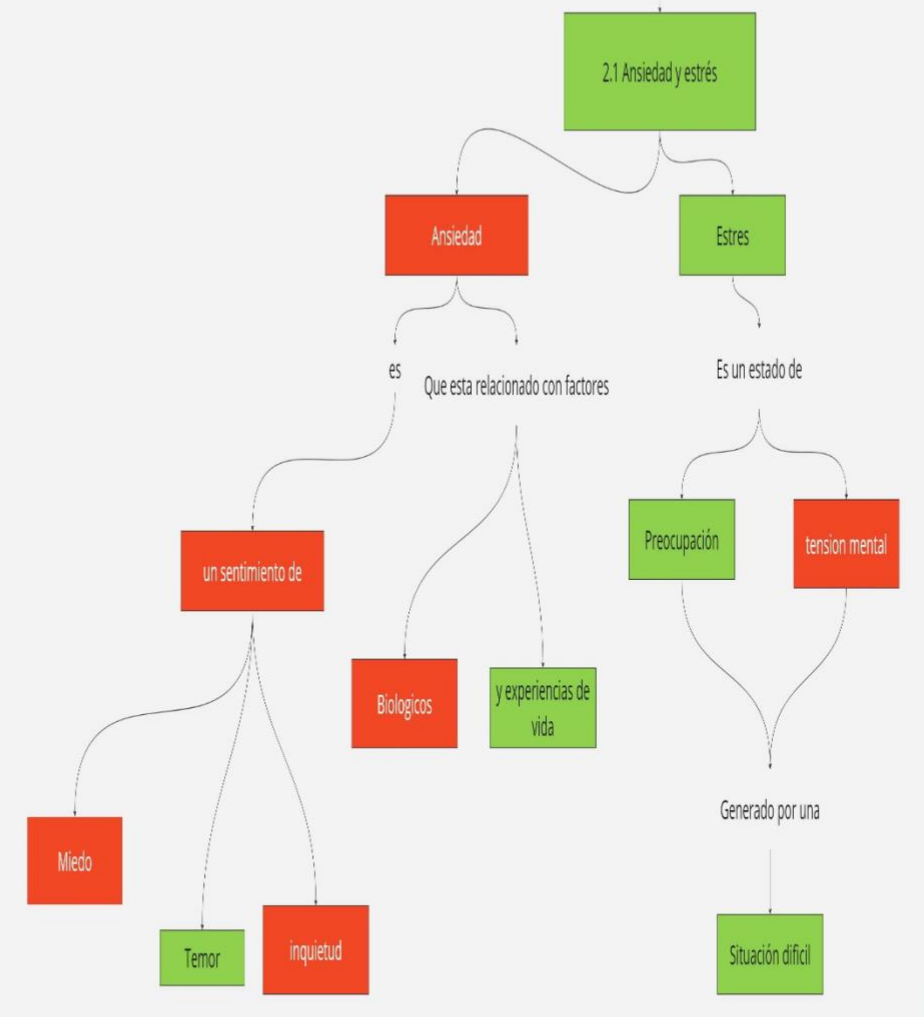 2.1 Ansiedad y estrés
Ansiedad
Estres
es
Que esta relacionado con factores
Es un estado de
un sentimiento de
Preocupación
tension mental
Biologicos
y experiencias de
vida
Miedo
Temor
inquietud
Generado por una
Situación dificil